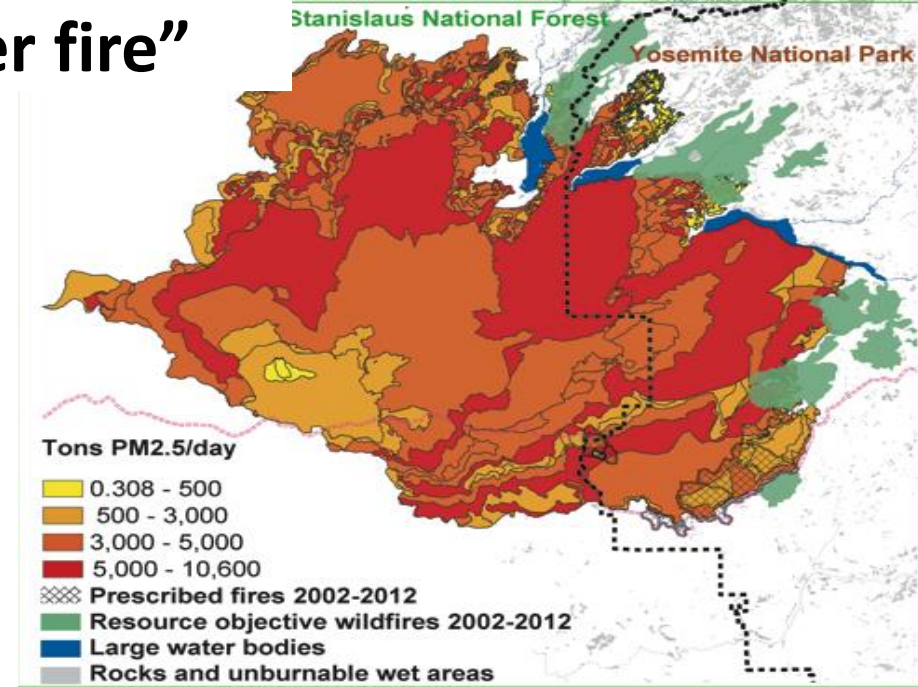 er fire”
Stanislaus National Forest
Yosemite National Park
Tons PM2.5/day
0.308 - 500
500 - 3,000
3,000 - 5,000
5,000 - 10,600
Prescribed fires 2002-2012
Resource objective wildfires 2002-2012
Large water bodies
Rocks and unburnable wet areas